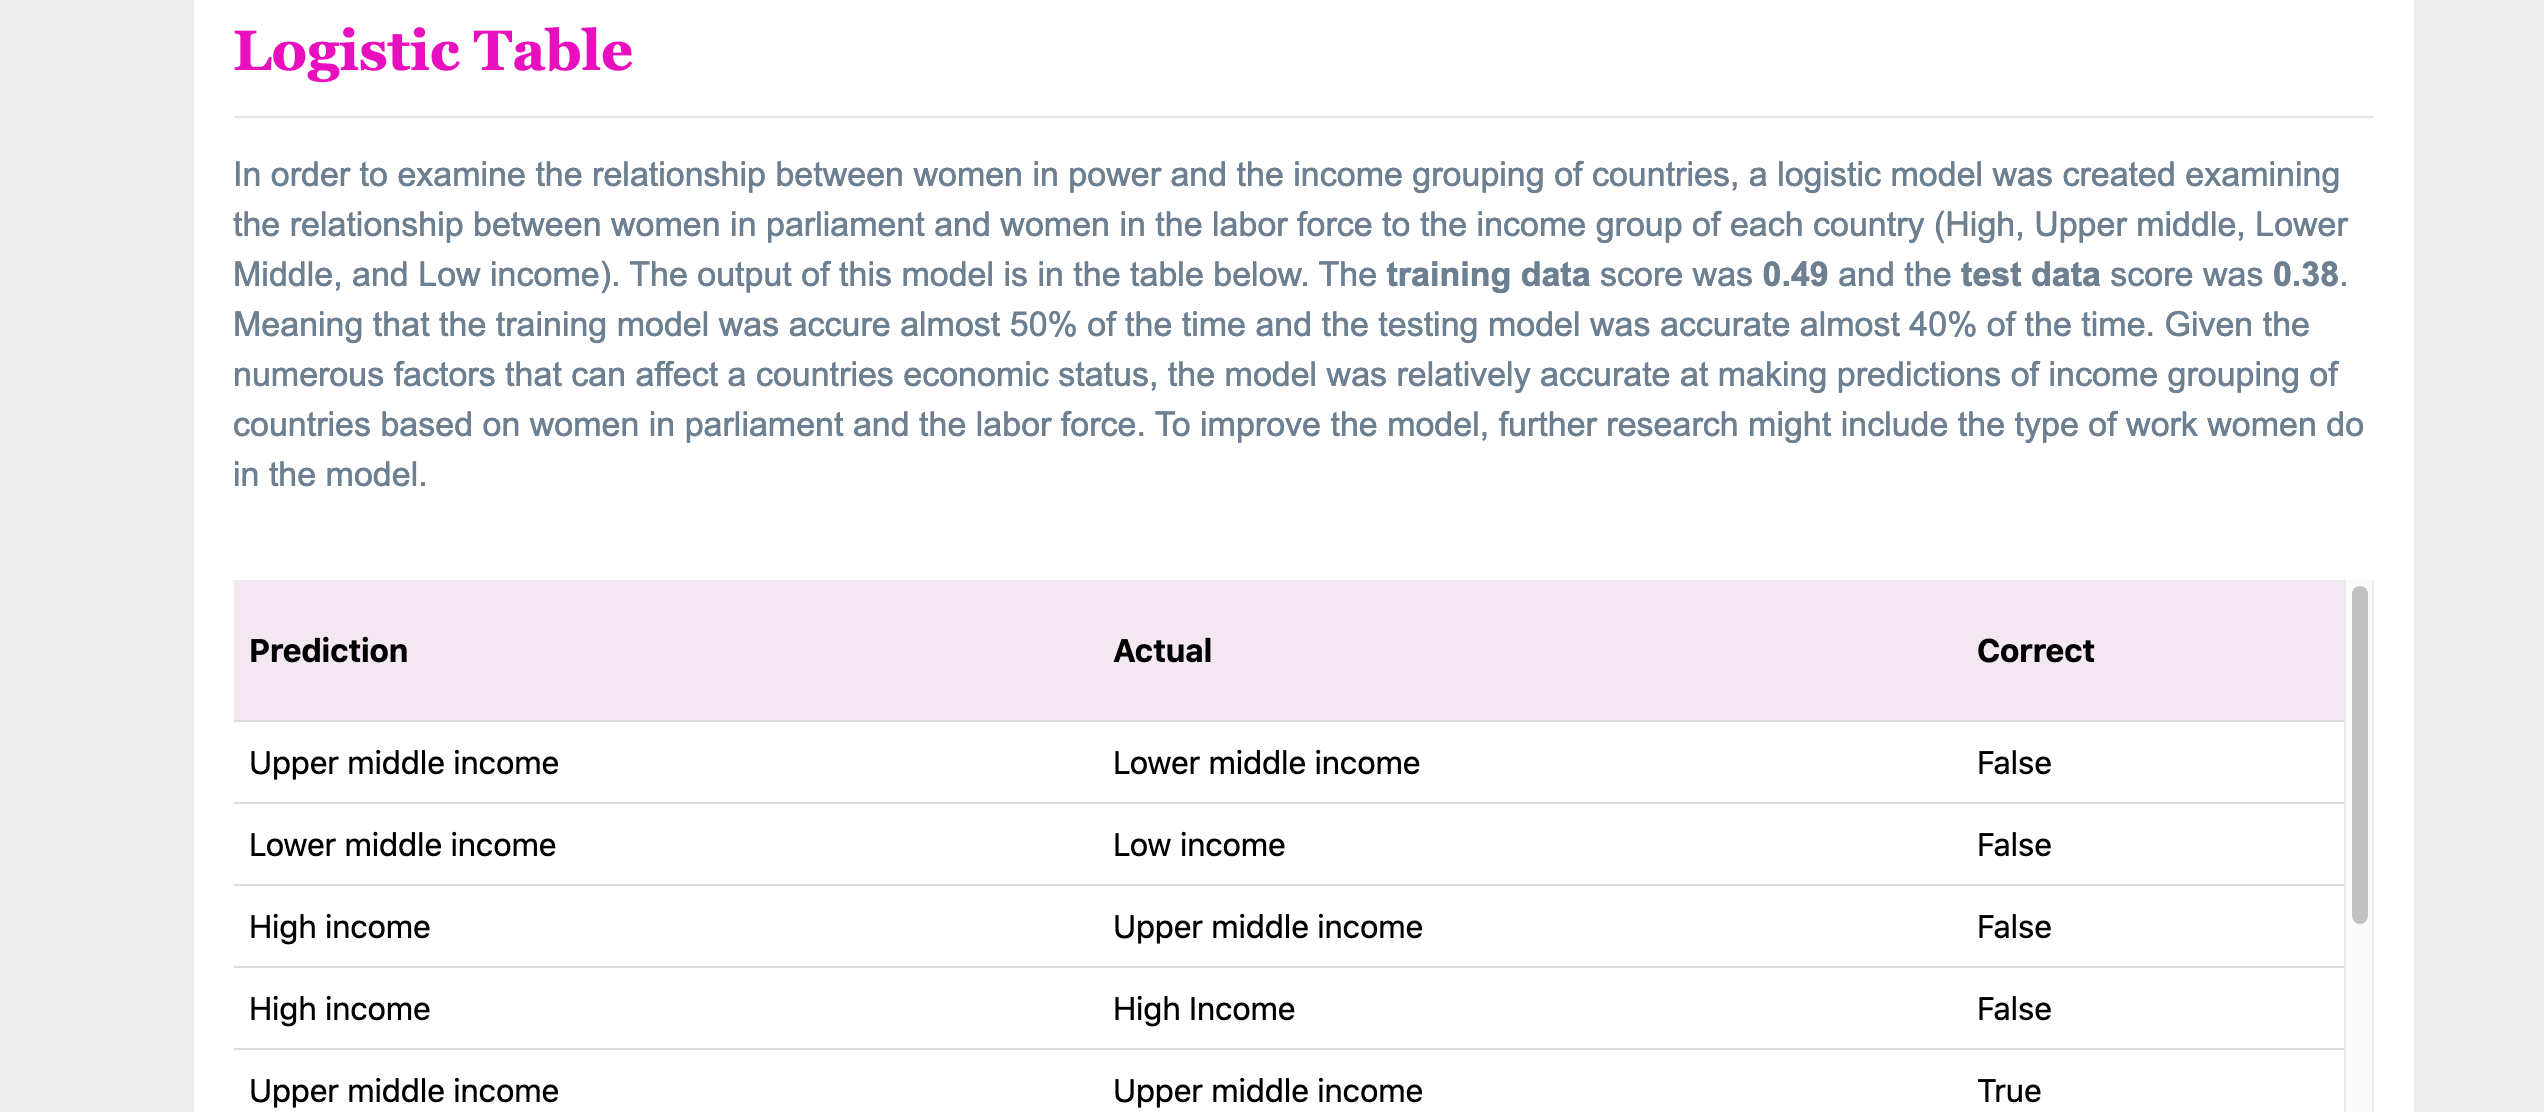 Logistic Table
In order to examine the relationship between women in power and the income grouping of countries, a logistic model was created examining
the relationship between women in parliament and women in the labor force to the income group of each country (High, Upper middle, Lower
Middle, and Low income). The output of this model is in the table below. The training data score was 0.49 and the test data score was 0.38.
Meaning that the training model was accure almost 50% of the time and the testing model was accurate almost 40% of the time. Given the
numerous factors that can affect a countries economic status, the model was relatively accurate at making predictions of income grouping of
countries based on women in parliament and the labor force. To improve the model, further research might include the type of work women do
in the model.
Prediction Actual Correct
Upper middle income Lower middle income False
Lower middle income Low income False
High income Upper middle income False
High income High Income False
Upper middle income Upper middle income True